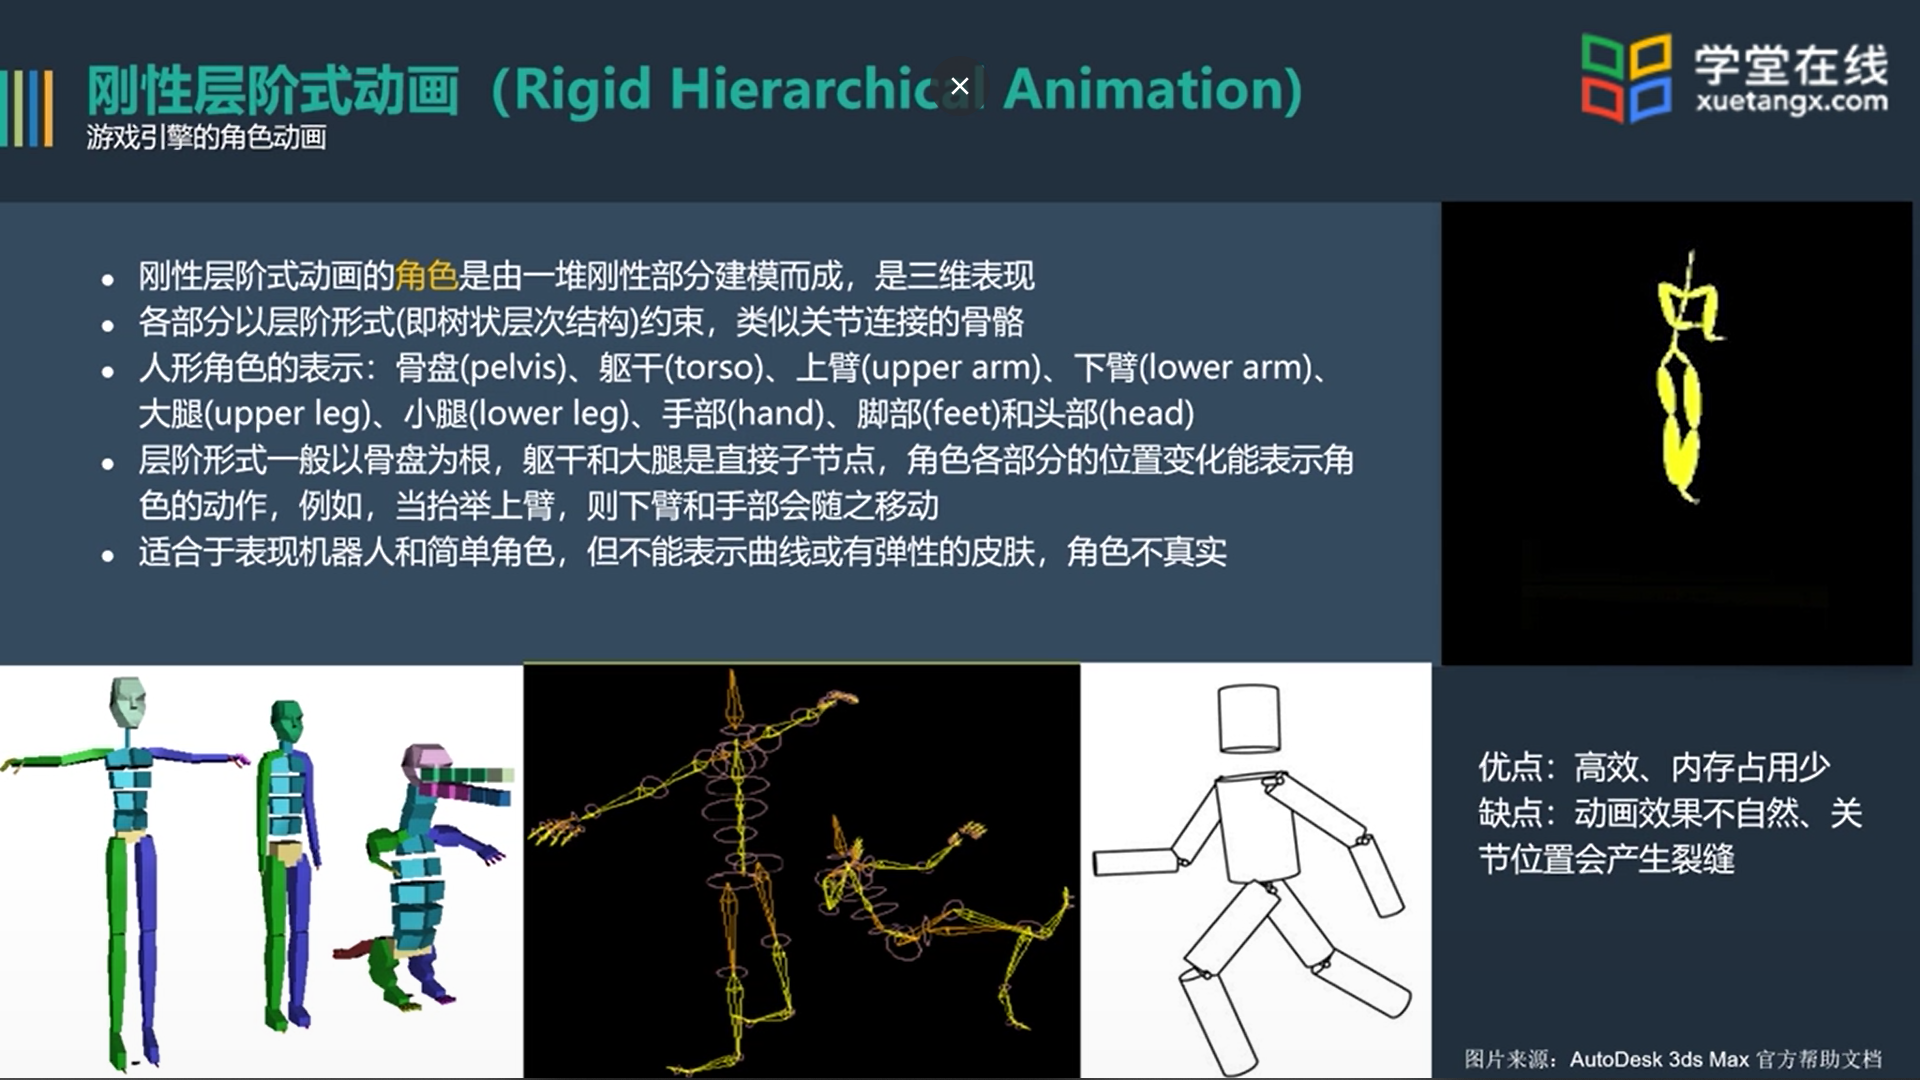 刚性层阶式动画（Rigid Hierarchical Animation）
游戏引擎的角色动画
学堂在线
xuetangx.com
刚性层阶式动画的角色是由一堆刚性部分建模而成，是三维表现
各部分以层阶形式(即树状层次结构)约束，类似关节连接的骨骼
人形角色的表示：骨盘(pelvis)、躯干(torso)、上臂(upper arm)、下臂(lower arm)、
大腿(upper leg)、小腿(lower leg)、手部(hand)、脚部(feet)和头部(head)
层阶形式一般以骨盘为根，躯干和大腿是直接子节点，角色各部分的位置变化能表示角
色的动作，例如，当抬举上臂，则下臂和手部会随之移动
适合于表现机器人和简单角色，但不能表示曲线或有弹性的皮肤，角色不真实
优点：高效、内存占用少
缺点：动画效果不自然、关
节位置会产生裂缝
图片来源：AutoDesk 3ds Max 官方帮助文档